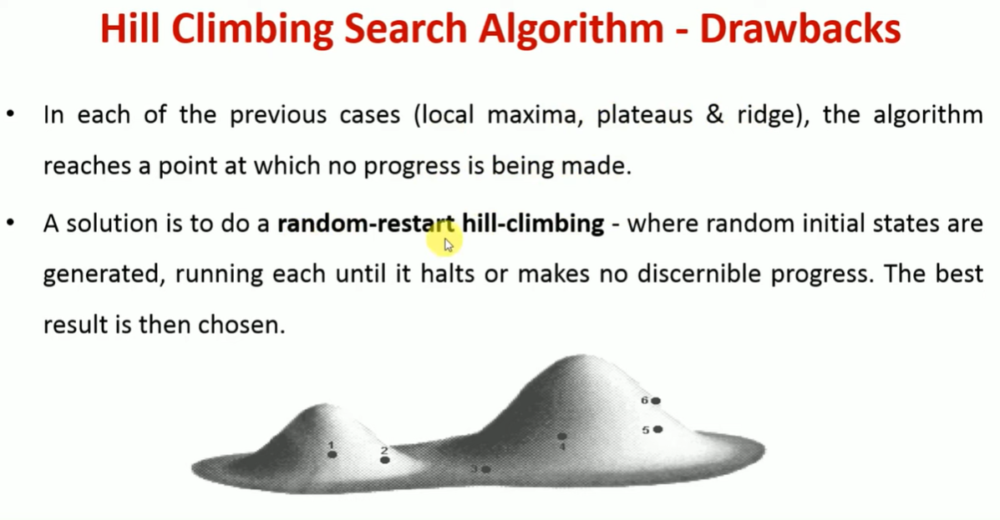 Hill Climbing Search Algorithm - Drawbacks
• In each of the previous cases (local maxima, plateaus & ridge), the algorithm
reaches a point at which no progress is being made.
• A solution is to do a random-restart hill-climbing - where random initial states are
generated, running each until it halts or makes no discernible progress. The best
result is then chosen.
6
5
1
2
4
3